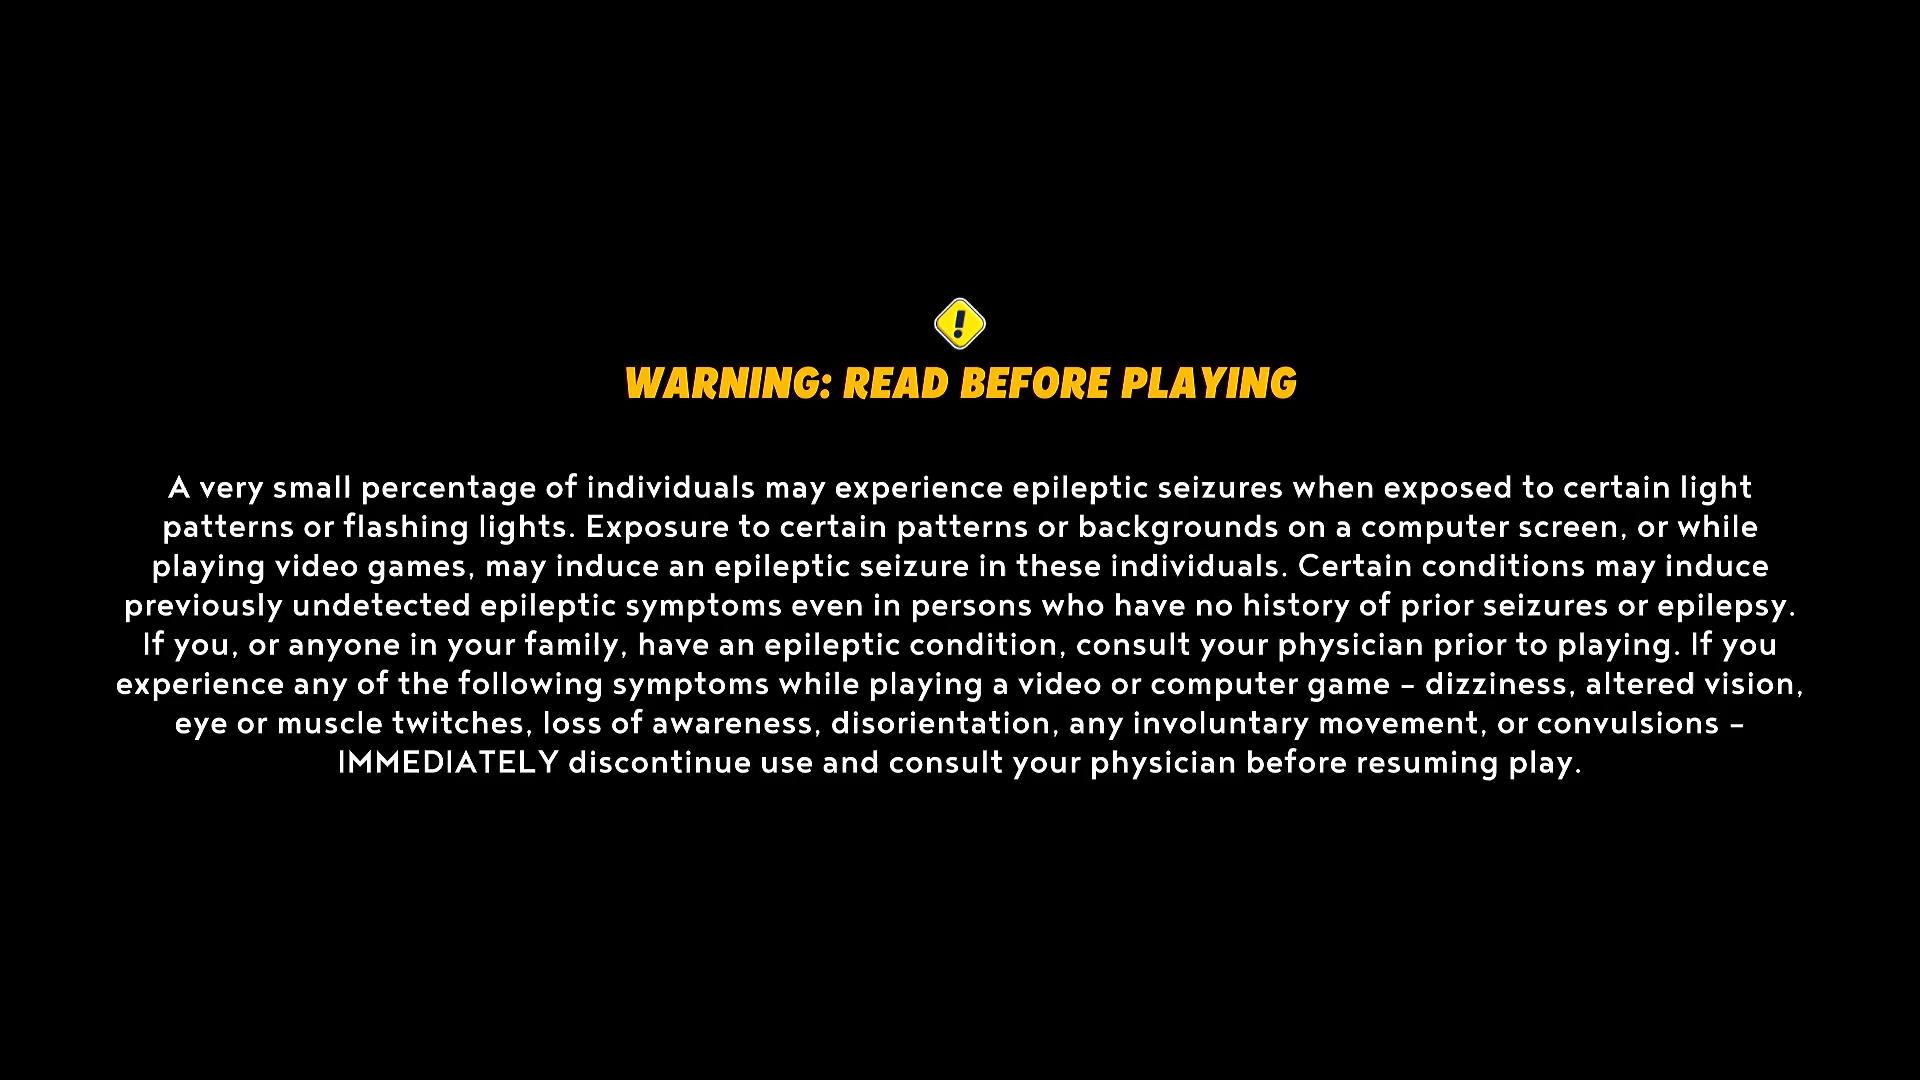 !
WARNING: READ BEFORE PLAYING
A very small percentage of individuals may experience epileptic seizures when exposed to certain light
patterns or flashing lights. Exposure to certain patterns or backgrounds on a computer screen, or while
playing video games, may induce an epileptic seizure in these individuals. Certain conditions may induce
previously undetected epileptic symptoms even in persons who have no history of prior seizures or epilepsy.
If you, or anyone in your family, have an epileptic condition, consult your physician prior to playing. If you
experience any of the following symptoms while playing a video or computer game – dizziness, altered vision,
eye or muscle twitches, loss of awareness, disorientation, any involuntary movement, or convulsions –
IMMEDIATELY discontinue use and consult your physician before resuming play.